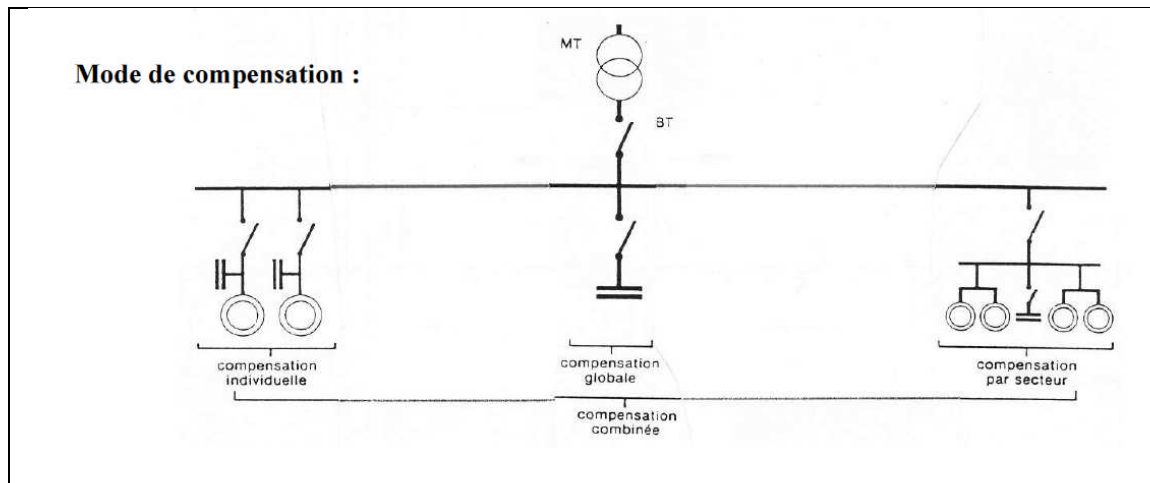 MT
Mode de compensation :
BT
compensation
individuelle
compensation
globale
compensation
par secteur
compensation
combinée